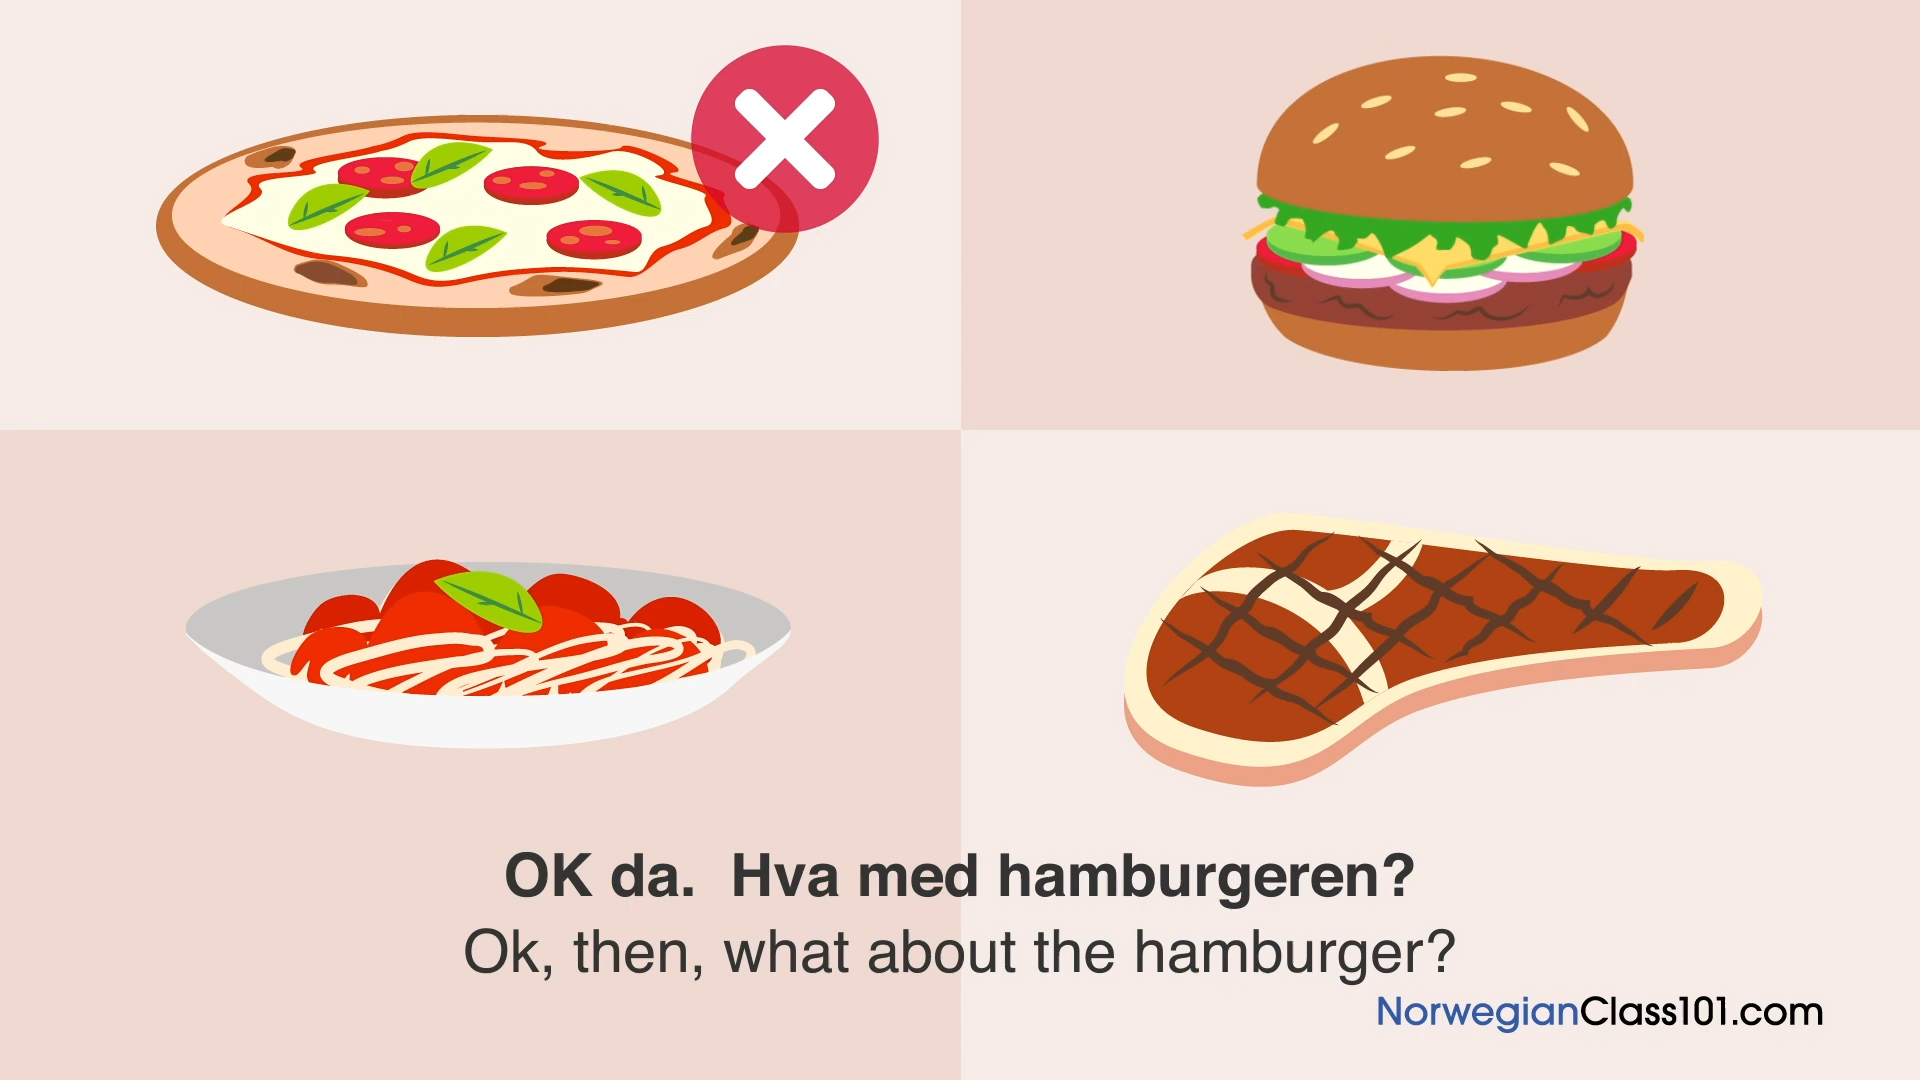 OK da.  Hva med hamburgeren?
Ok, then, what about the hamburger?
NorwegianClass101.com